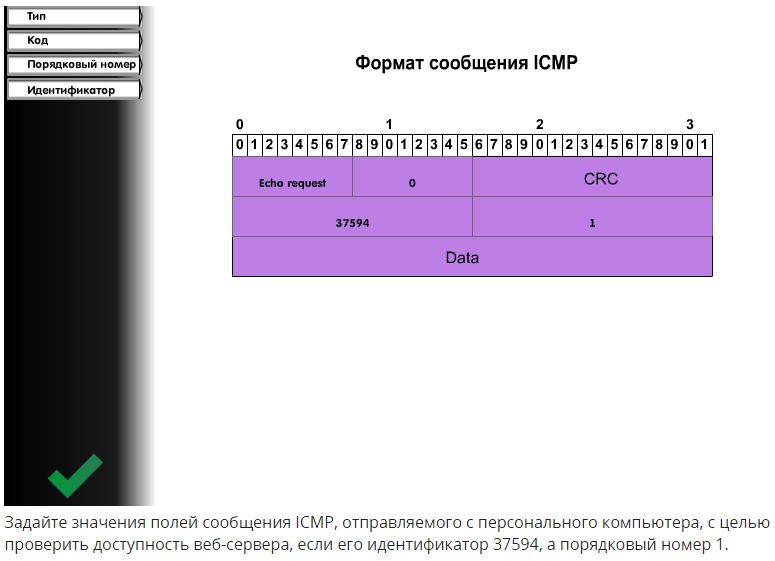 Тип
Код
Порядковый номер
Идентификатор
Формат сообщения ICMP
0 1 2 3
0 1 2 3 4 5 6 7 8 9 0 1 2 3 4 5 6 7 8 9 0 1 2 3 4 5 6 7 8 9 0 1
Echo request 0 CRC
37594 1
Data
Задайте значения полей сообщения ICMP, отправляемого с персонального компьютера, с целью
проверить доступность веб-сервера, если его идентификатор 37594, а порядковый номер 1.